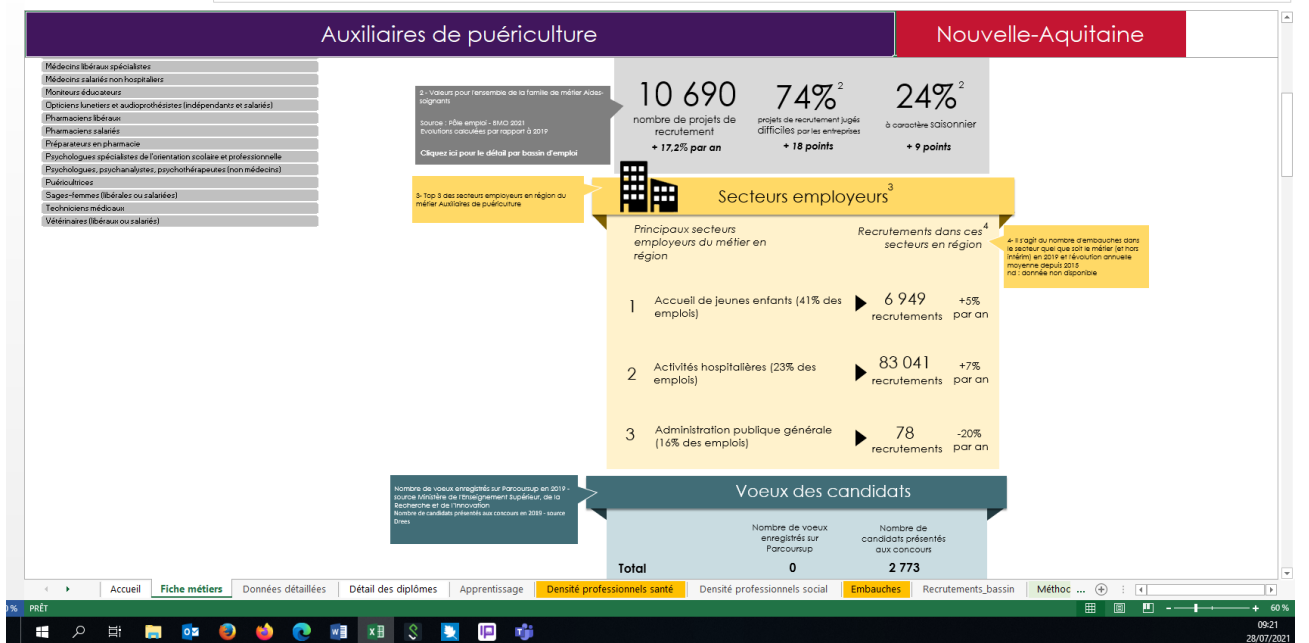 Auxiliaires de puériculture
Nouvelle-Aquitaine
Médecins libéraux spécialistes
Médecins salariés non hospitaliers
Moniteurs éducateurs
Opticiens lunetiers et audioprothésistes (indépendants et salariés)
Pharmaciens libéraux
Pharmaciens salariés
Préparateurs en pharmacie
Psychologues spécialistes de l'orientation scolaire et professionnelle
Psychologues, psychanalystes, psychothérapeutes (non médecins)
Puéricultrices
Sages-femmes (libérales ou salariées)
Techniciens médicaux
Vétérinaires (libéraux ou salariés)
2 - Valeurs pour l'ensemble de la famille de métier Aides-
soignants
Source : Pôle emploi - BMO 2021
Evolutions calculées par rapport à 2019
Cliquez ici pour le détail par bassin d'emploi
10 690
nombre de projets de
recrutement
+ 17,2% par an
74%2
projets de recrutement jugés
difficiles par les entreprises
+ 18 points
24%2
à caractère saisonnier
+ 9 points
3- Top 3 des secteurs employeurs en région du
métier Auxiliaires de puériculture
Secteurs employeurs3
Principaux secteurs
employeurs du métier en
région
Recrutements dans ces4
secteurs en région
4- Il s'agit du nombre d'embauches dans
le secteur quel que soit le métier (et hors
intérim) en 2019 et l'évolution annuelle
moyenne depuis 2015
nd : donnée non disponible
1 Accueil de jeunes enfants (41% des
emplois)
6 949
recrutements
+5%
par an
2 Activités hospitalières (23% des
emplois)
83 041
recrutements
+7%
par an
3 Administration publique générale
(16% des emplois)
78
recrutements
-20%
par an
Nombre de voeux enregistrés sur Parcoursup en 2019 -
source Ministère de l'Enseignement Supérieur, de la
Recherche et de l'Innovation
Nombre de candidats présentés aux concours en 2019 - source
Drees
Voeux des candidats
Nombre de voeux
enregistrés sur
Parcoursup
Nombre de
candidats présentés
aux concours
Total 0 2 773
Accueil Fiche métiers Données détaillées Détail des diplômes Apprentissage Densité professionnels santé Densité professionnels social Embauches Recrutements_bassin Méthoc ...
PRÊT
60 %
09:21
28/07/2021